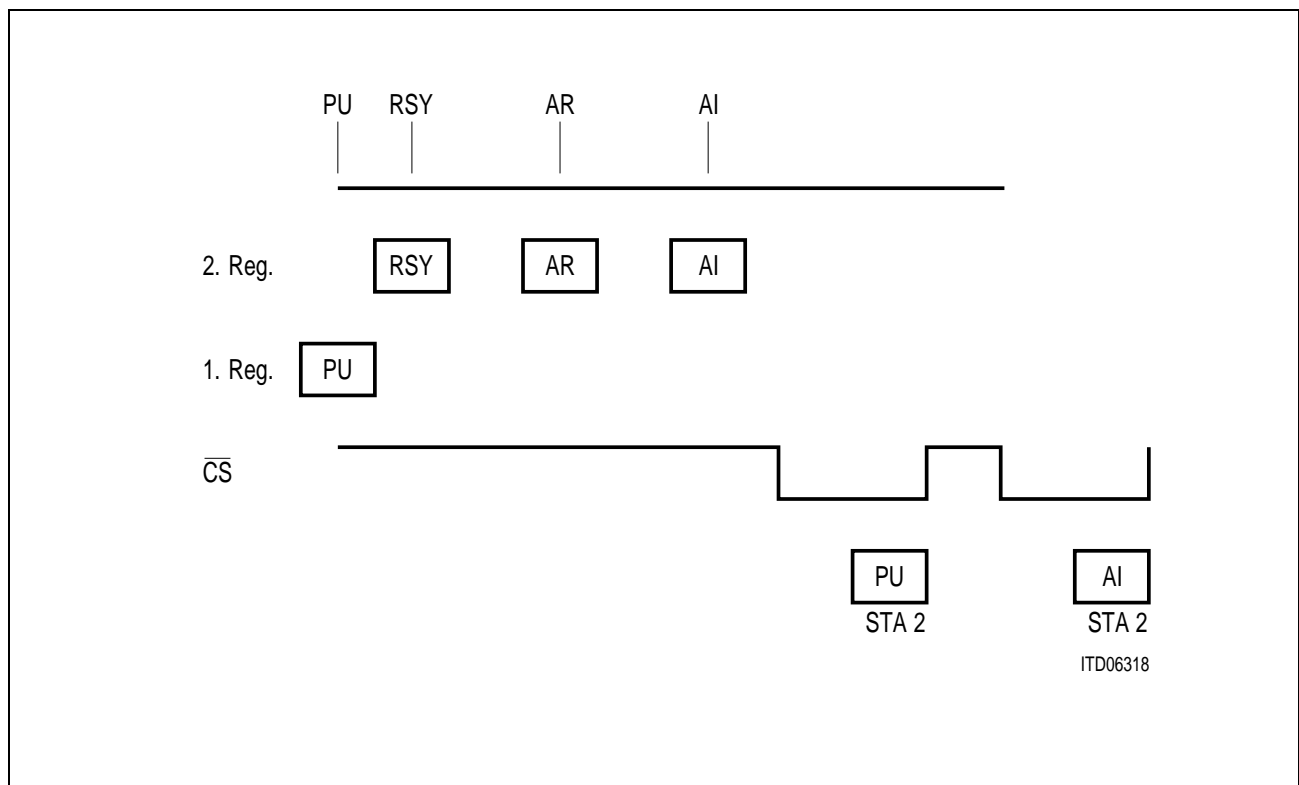 PU RSY AR AI
2. Reg. RSY AR AI
1. Reg. PU
C̅S̅
PU AI
STA 2 STA 2
ITD06318